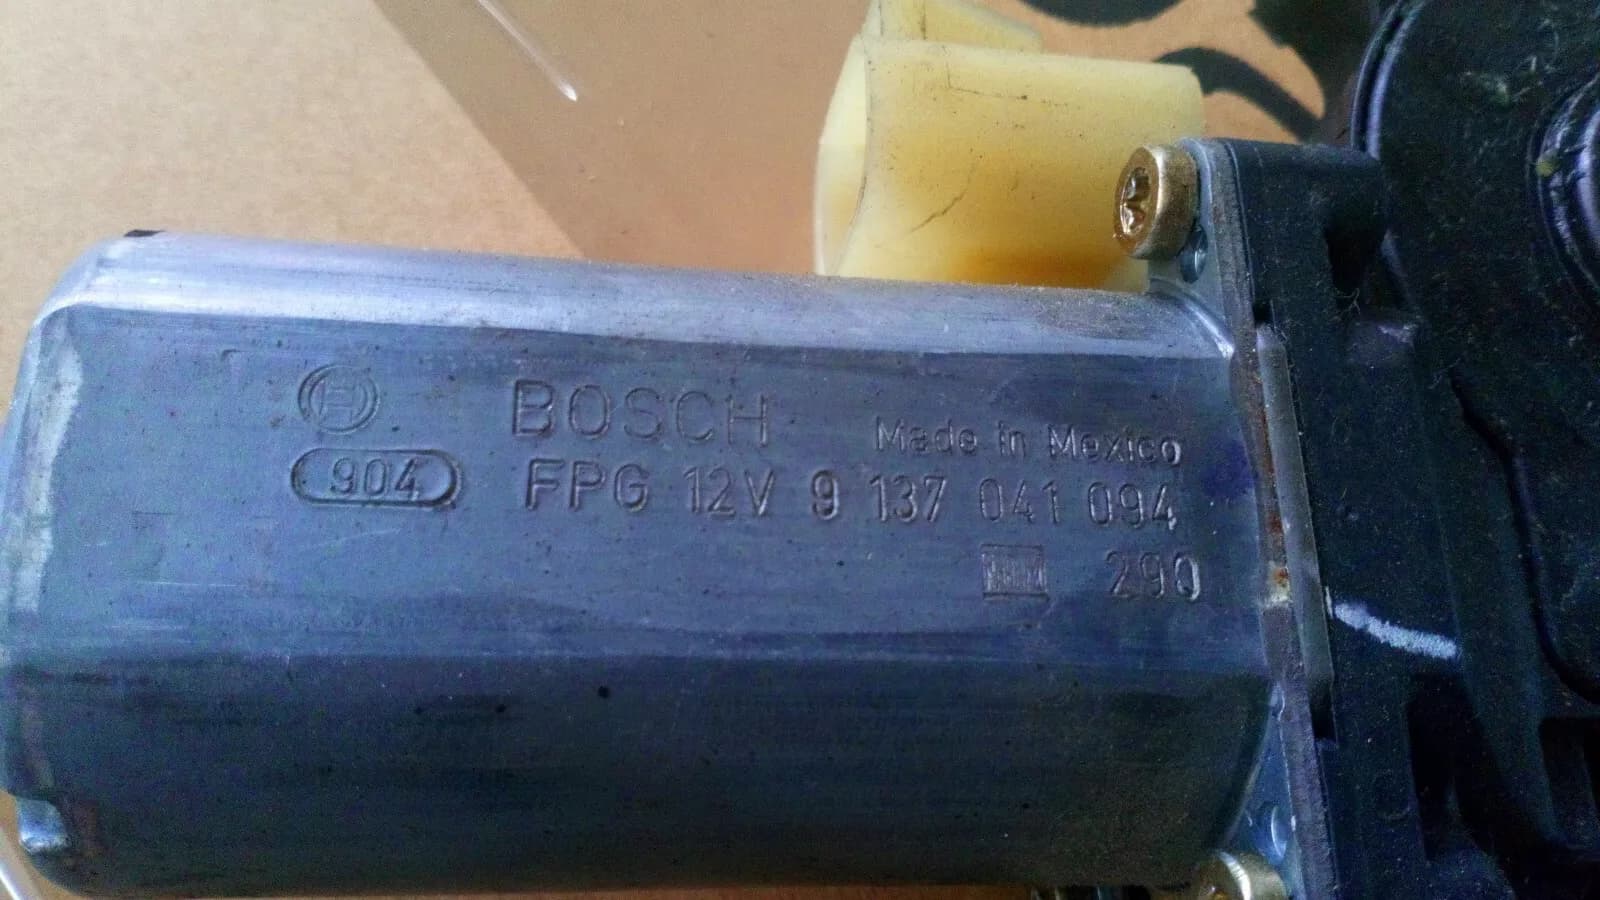 BOSCH
Made in Mexico
904
FPG 12V 9 137 041 094
290